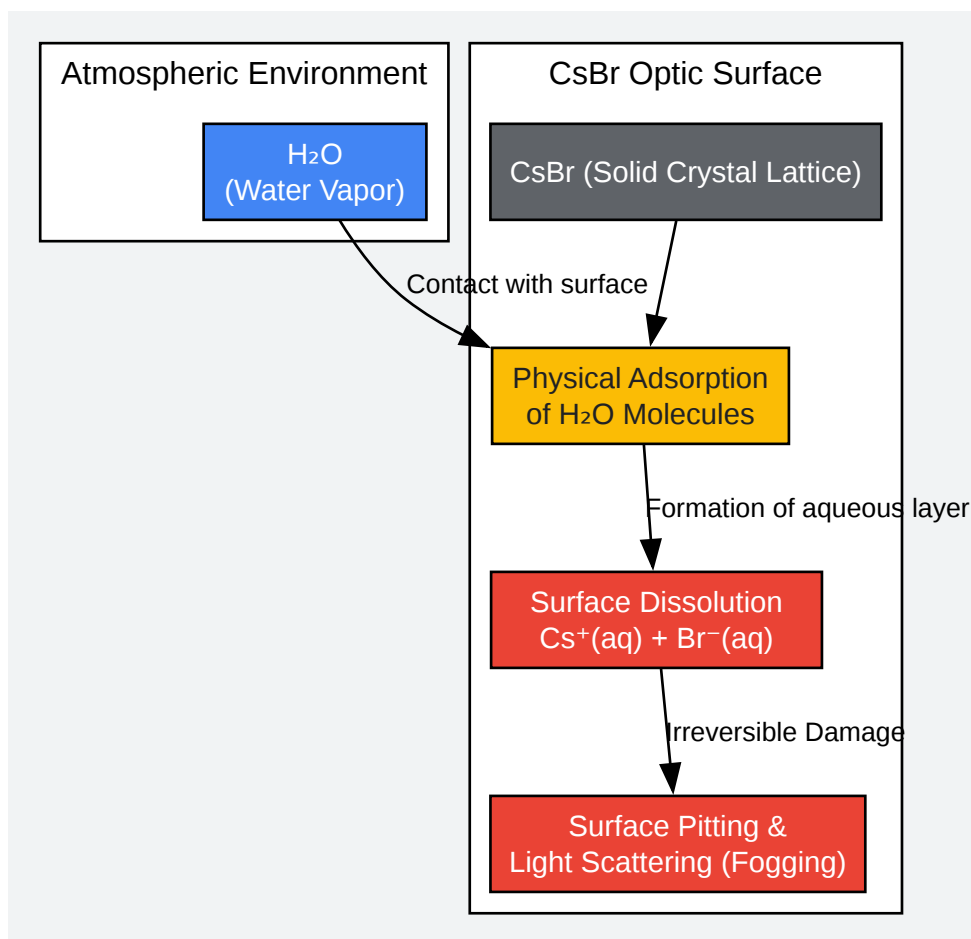 Atmospheric Environment
CsBr Optic Surface
H₂O
(Water Vapor)
CsBr (Solid Crystal Lattice)
Contact with surface
Physical Adsorption
of H₂O Molecules
Formation of aqueous layer
Surface Dissolution
Cs⁺(aq) + Br⁻(aq)
Irreversible Damage
Surface Pitting &
Light Scattering (Fogging)